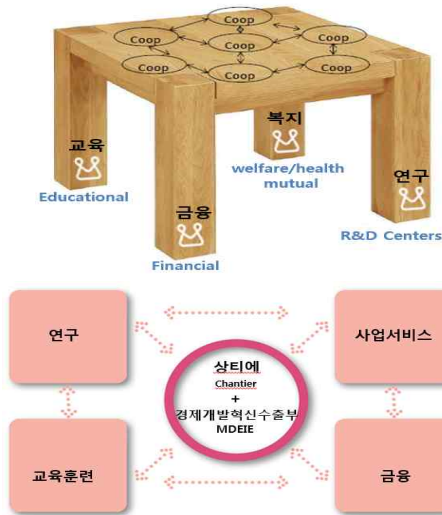 Coop
Coop
Coop
Coop
Coop
Coop
Coop
교육
Educational
복지
welfare/health
mutual
금융
Financial
연구
R&D Centers
연구
사업서비스
상티에
Chantier
+
경제개발혁신수출부
MDEIE
교육훈련
금융